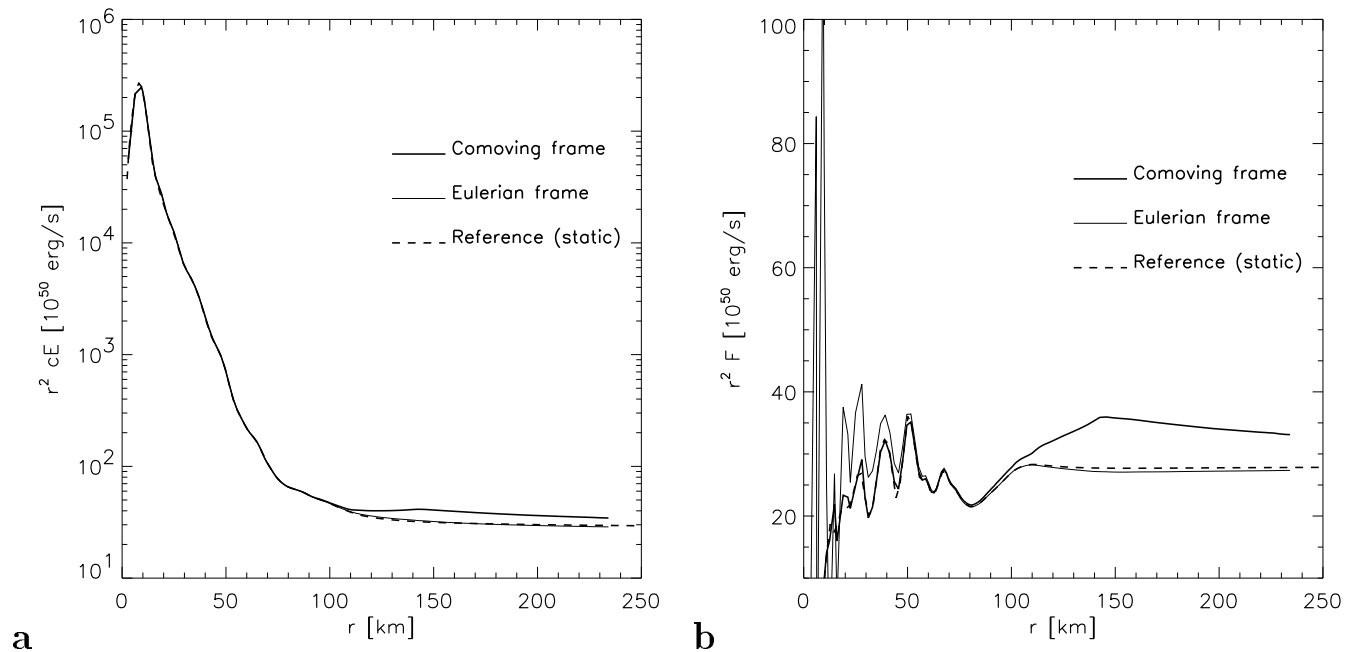 10^6
10^5
10^4
10^3
10^2
10^1
0 50 100 150 200 250
r [km]
r^2 cE [10^50 erg/s]
Comoving frame
Eulerian frame
Reference (static)
a
100
80
60
40
20
0 50 100 150 200 250
r [km]
r^2 F [10^50 erg/s]
Comoving frame
Eulerian frame
Reference (static)
b